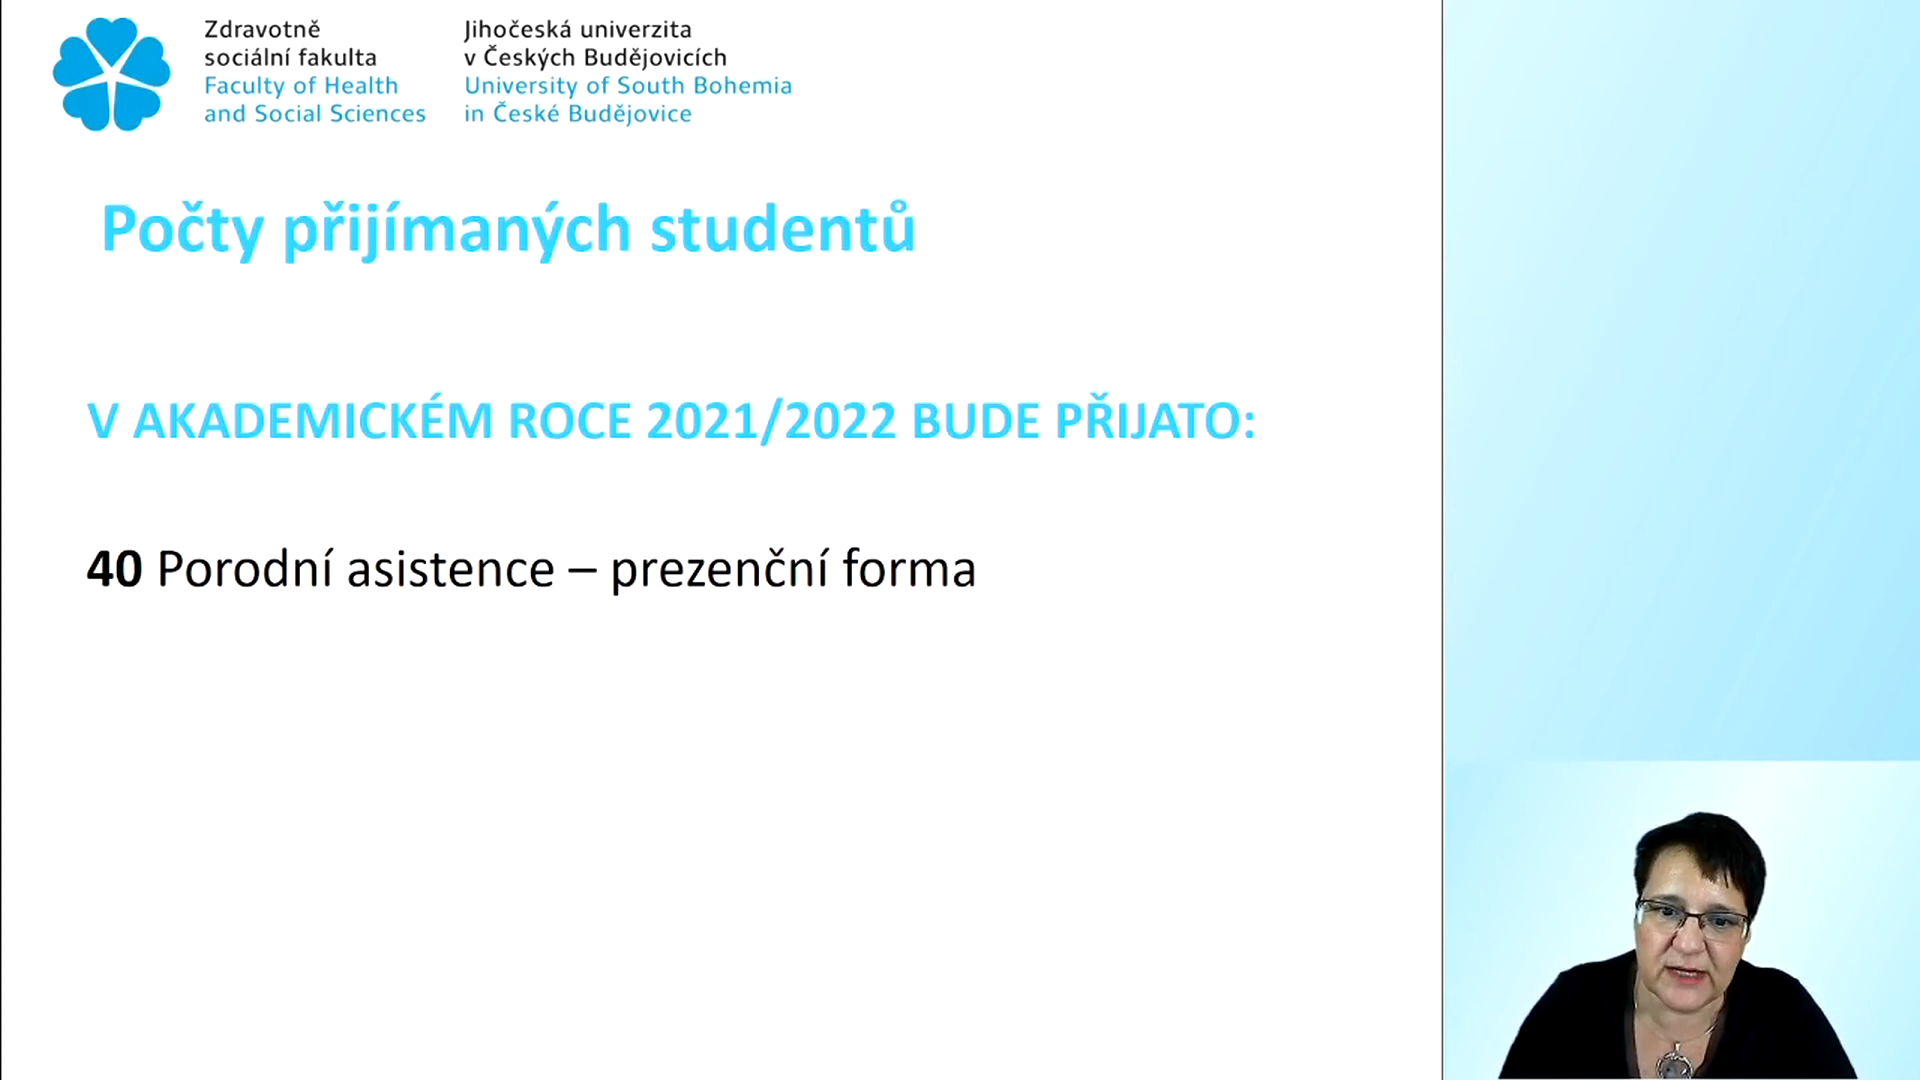 Zdravotně
sociální fakulta
Faculty of Health
and Social Sciences
Jihočeská univerzita
v Českých Budějovicích
University of South Bohemia
in České Budějovice
Počty přijímaných studentů
V AKADEMICKÉM ROCE 2021/2022 BUDE PŘIJATO:
40 Porodní asistence – prezenční forma